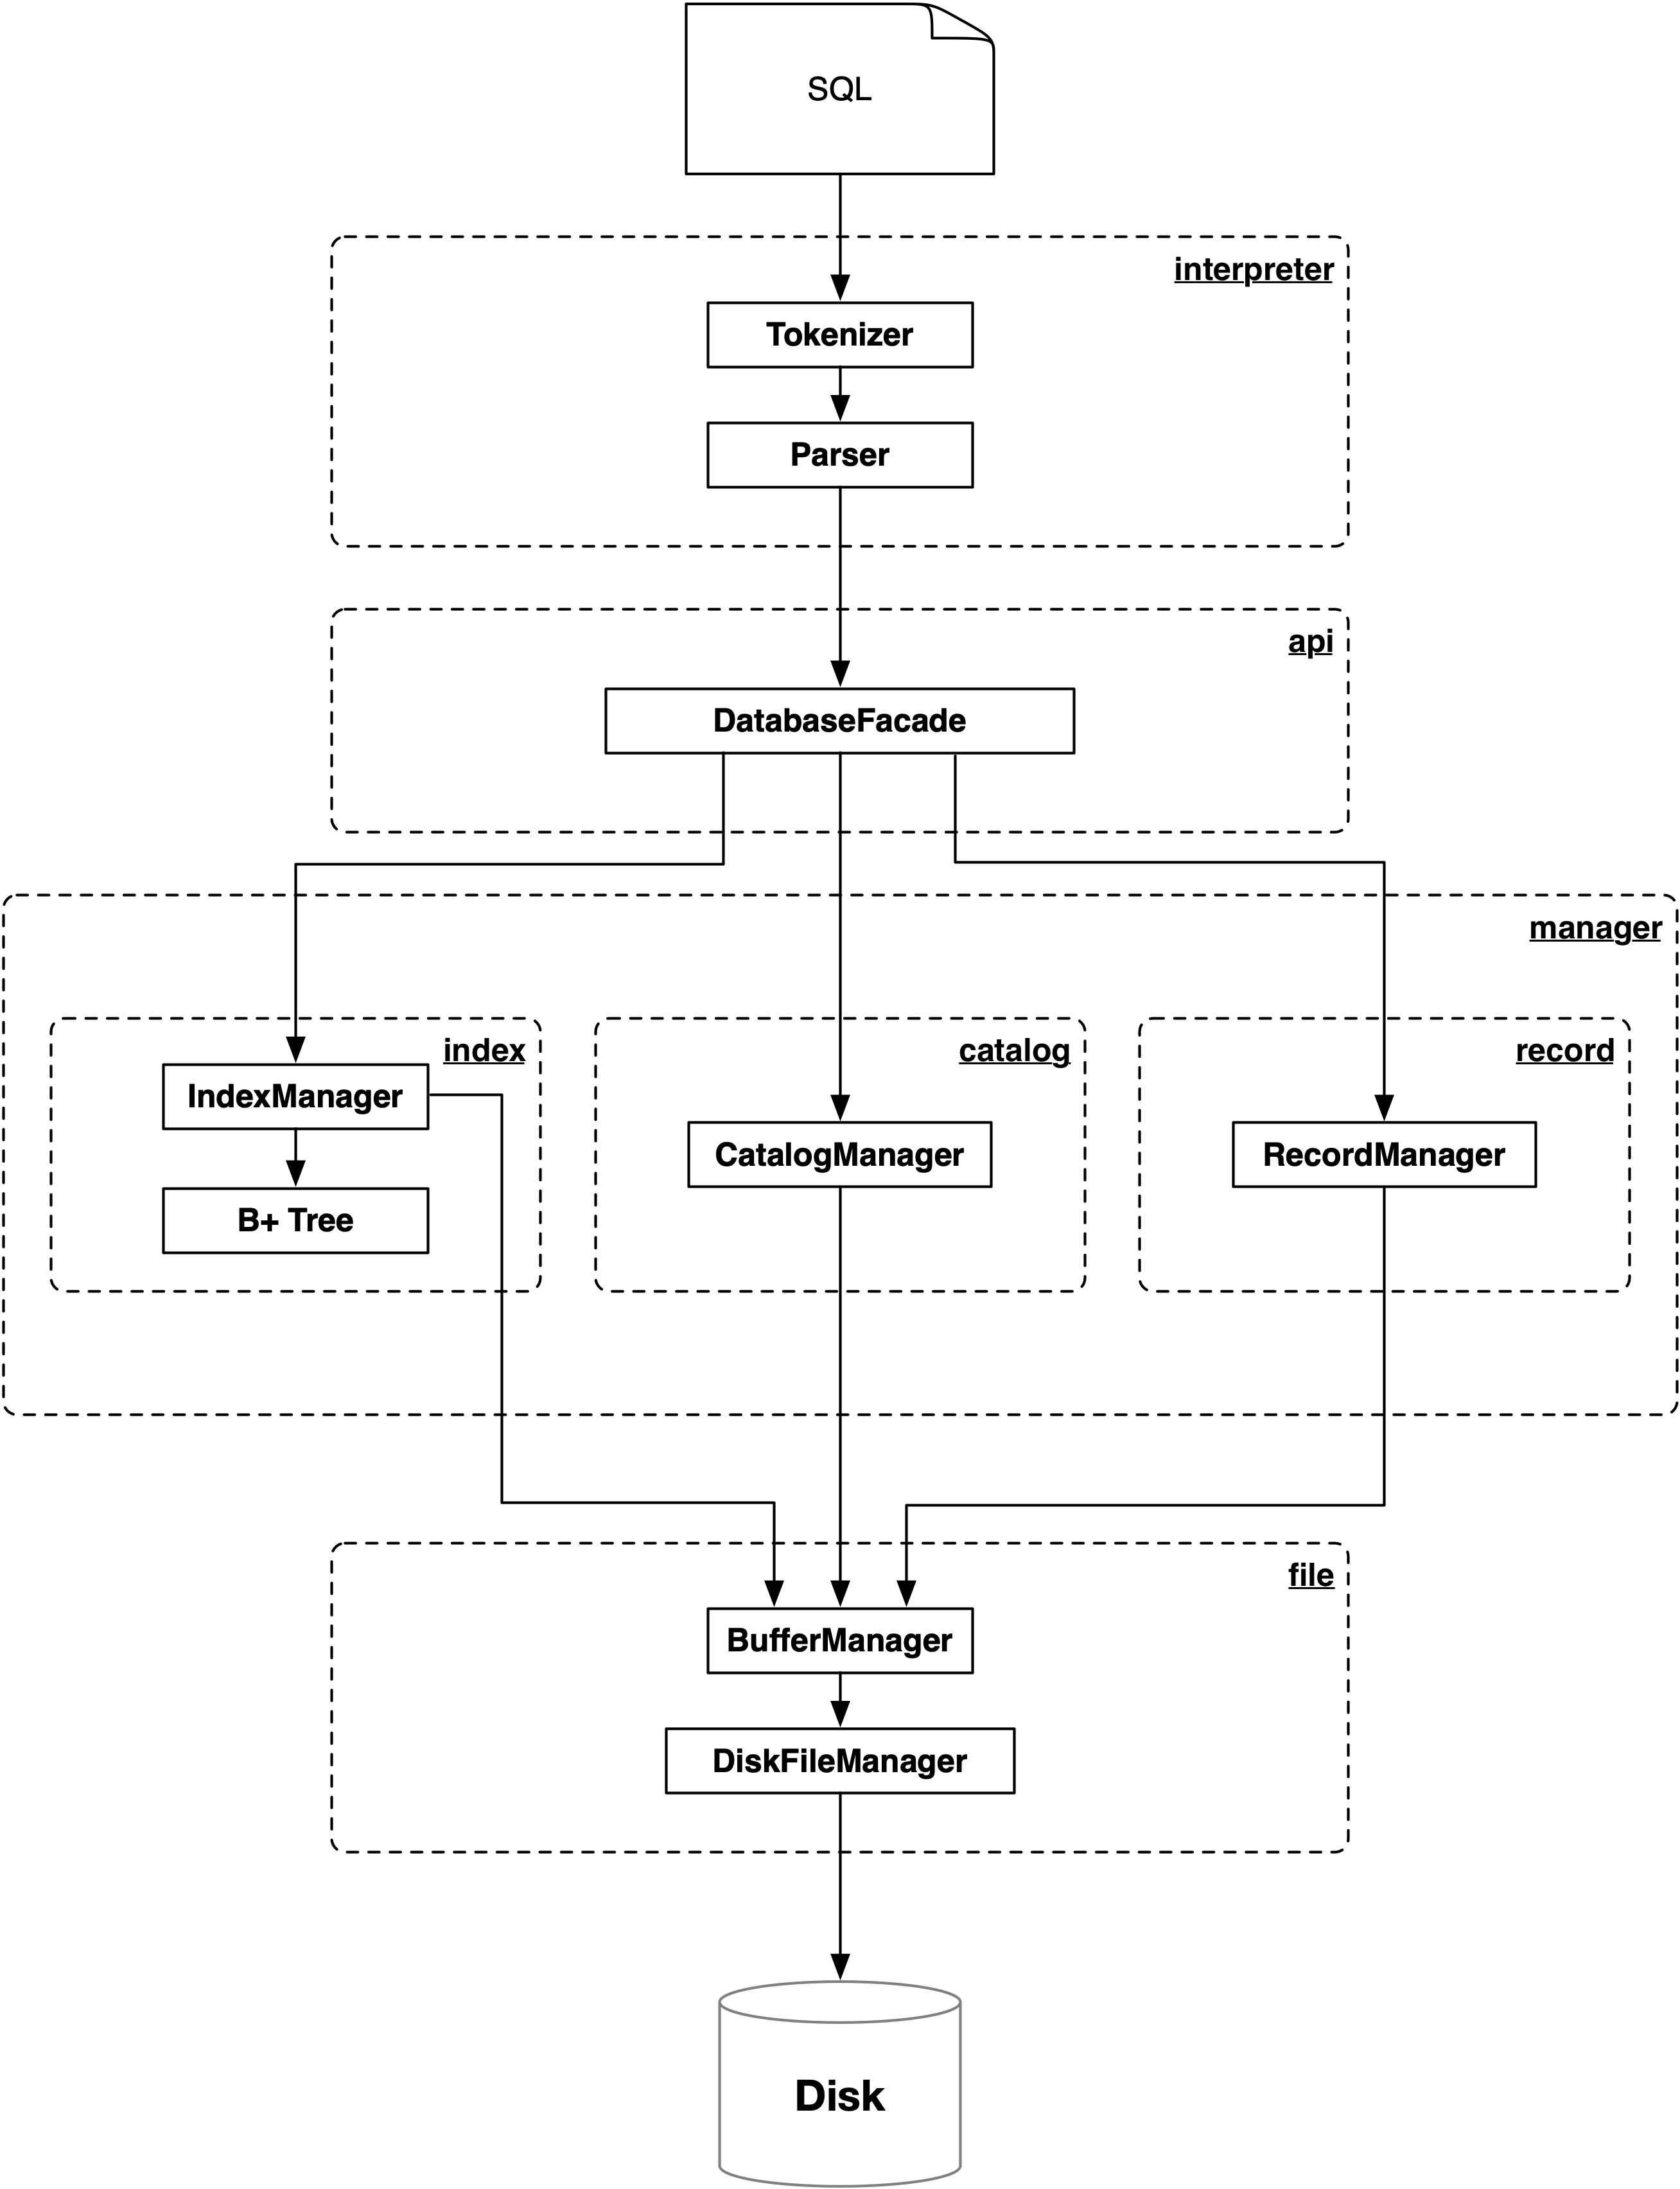 SQL
interpreter
Tokenizer
Parser
api
DatabaseFacade
manager
index
catalog
record
IndexManager
CatalogManager
RecordManager
B+ Tree
file
BufferManager
DiskFileManager
Disk